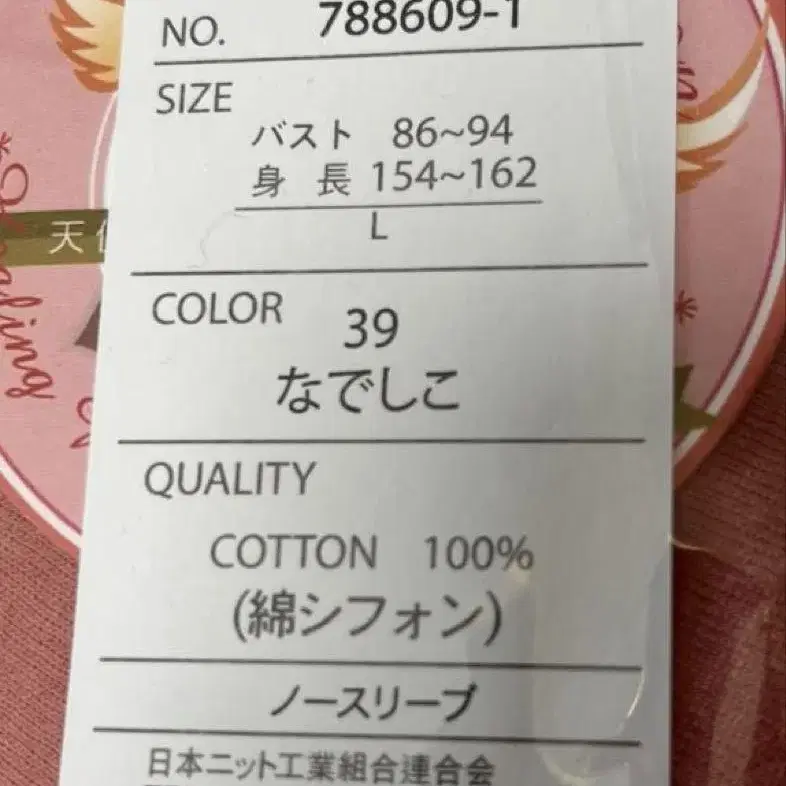 NO. 788609-1
SIZE
バスト 86~94
身 長 154~162
L
COLOR 39
なでしこ
QUALITY
COTTON 100%
(綿シフォン)
ノースリーブ
日本ニット工業組合連合会
天